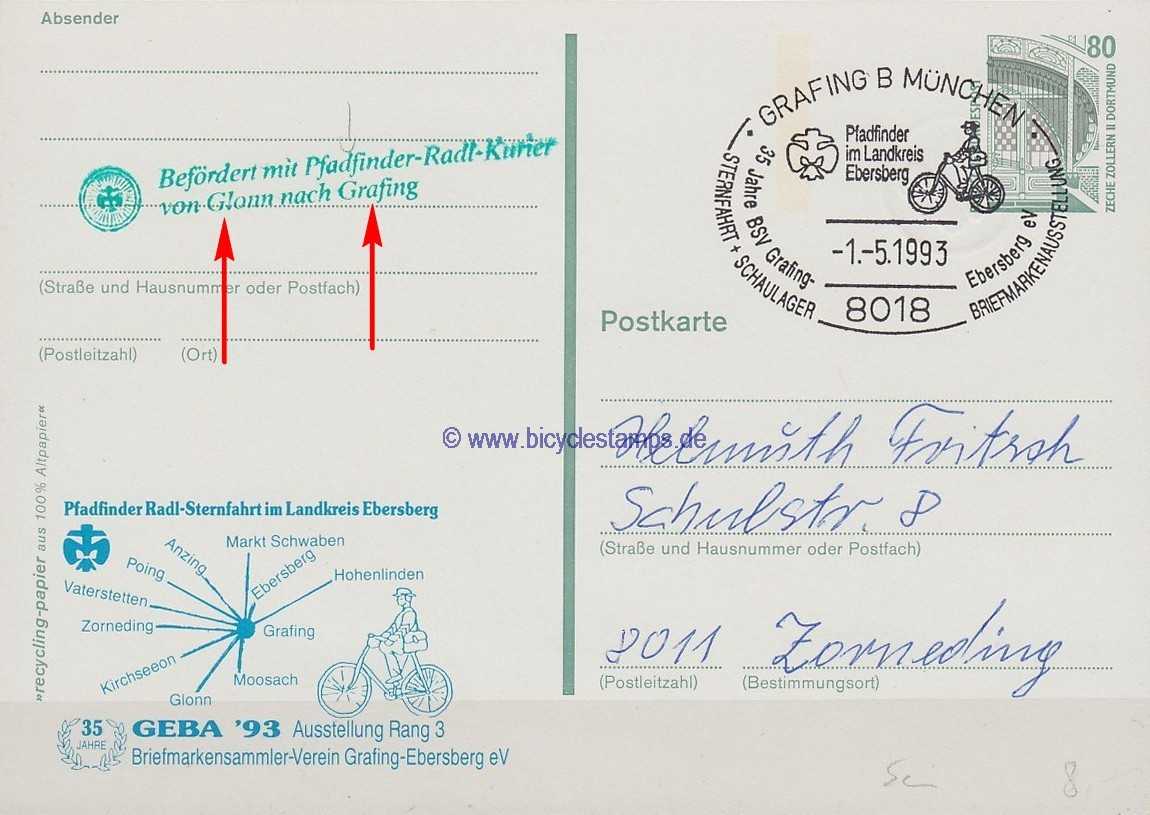 Absender
Befördert mit Pfadfinder-Radl-Kurier
von Glonn nach Grafing
(Straße und Hausnummer oder Postfach)
(Postleitzahl) (Ort)
»recycling-papier aus 100% Altpapier«
Pfadfinder Radl-Sternfahrt im Landkreis Ebersberg
Markt Schwaben
Anzing
Ebersberg
Poing
Hohenlinden
Vaterstetten
Zorneding
Grafing
Kirchseeon
Moosach
Glonn
35
JAHRE
GEBA '93 Ausstellung Rang 3
Briefmarkensammler-Verein Grafing-Ebersberg eV
© www.bicyclestamps.de
80
ZECHE ZOLLERN II DORTMUND
GRAFING B MÜNCHEN
Pfadfinder
im Landkreis
Ebersberg
35 Jahre BSV Grafing-
Ebersberg eV
STERNFAHRT + SCHAULAGER
BRIEFMARKENAUSSTELLUNG
-1.-5.1993
8018
Postkarte
Helmuth Fritzsch
Schulstr. 8
(Straße und Hausnummer oder Postfach)
8011 Zorneding
(Postleitzahl) (Bestimmungsort)
8.-